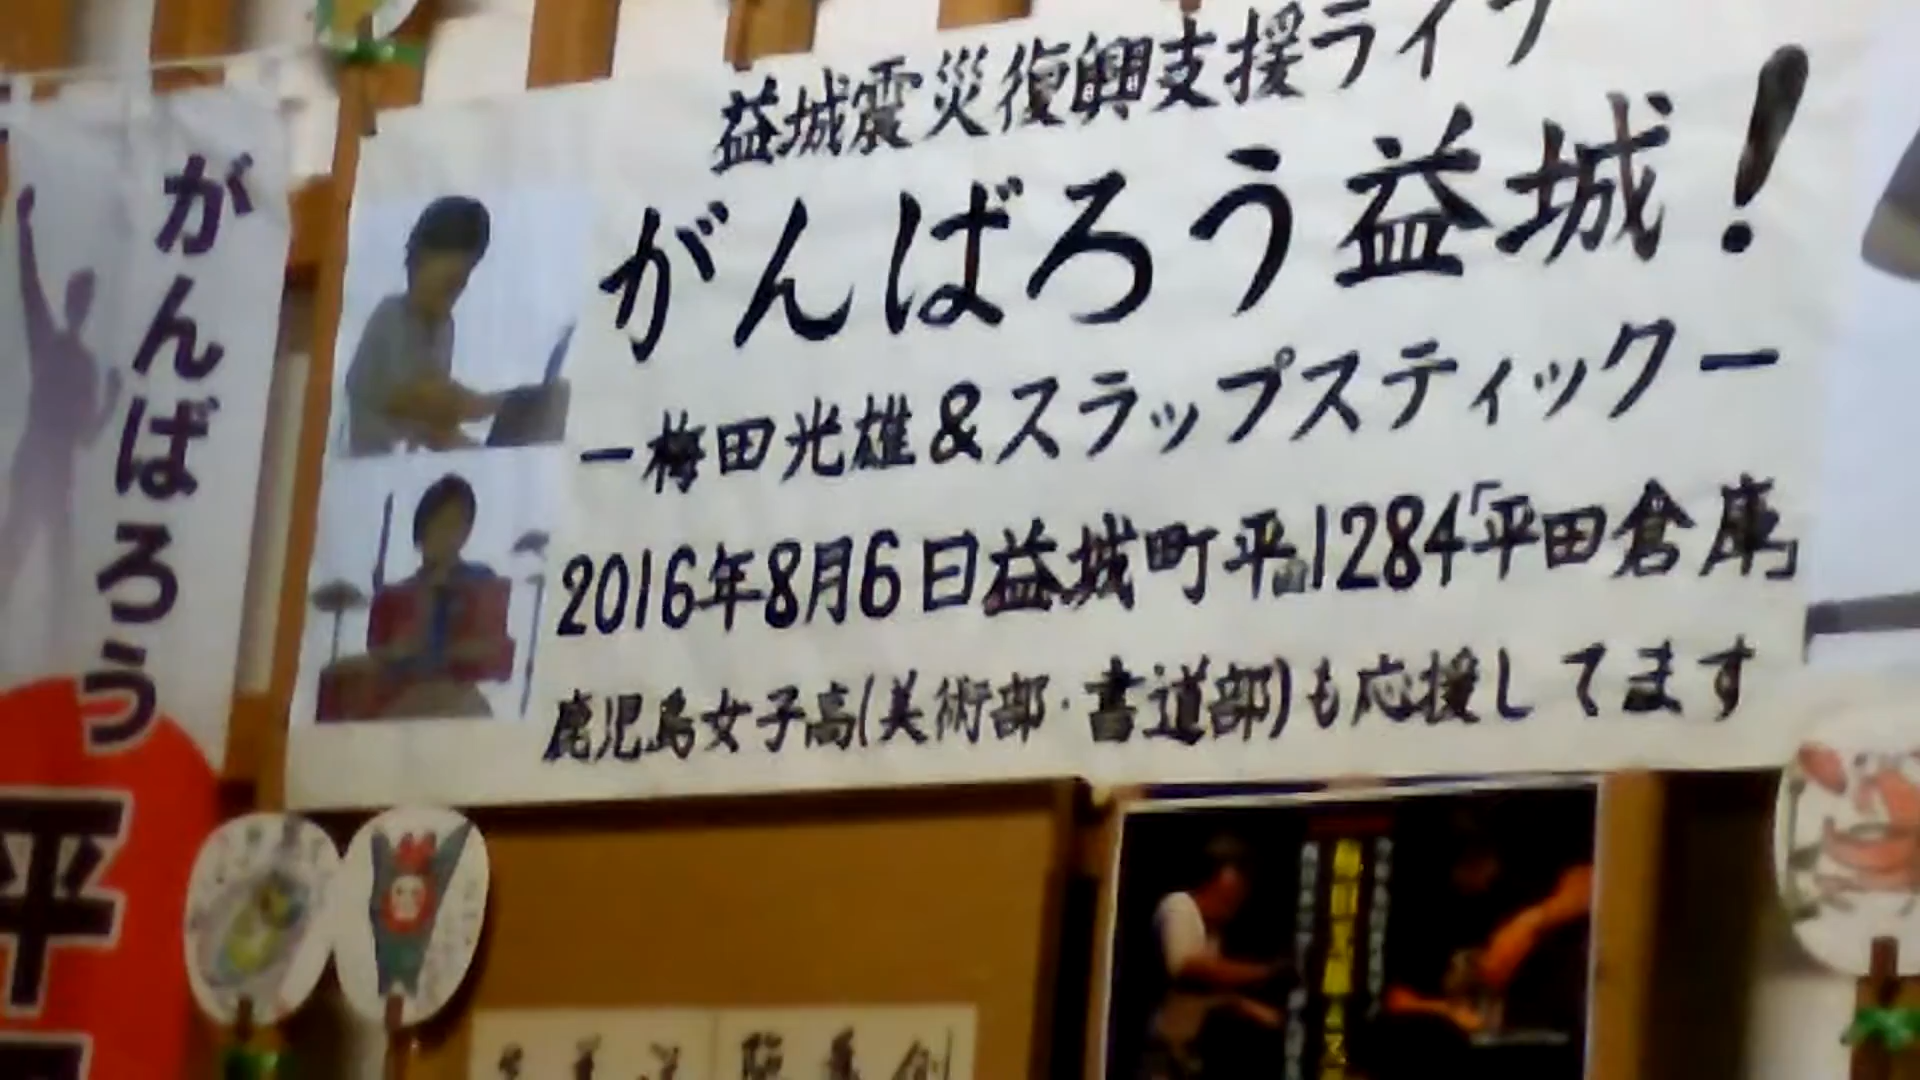 益城震災復興支援ライブ
がんばろう益城!
ー梅田光雄&スラップスティックー
2016年8月6日益城町平田1284「平田倉庫」
鹿児島女子高(美術部・書道部)も応援してます
がんばろう
平